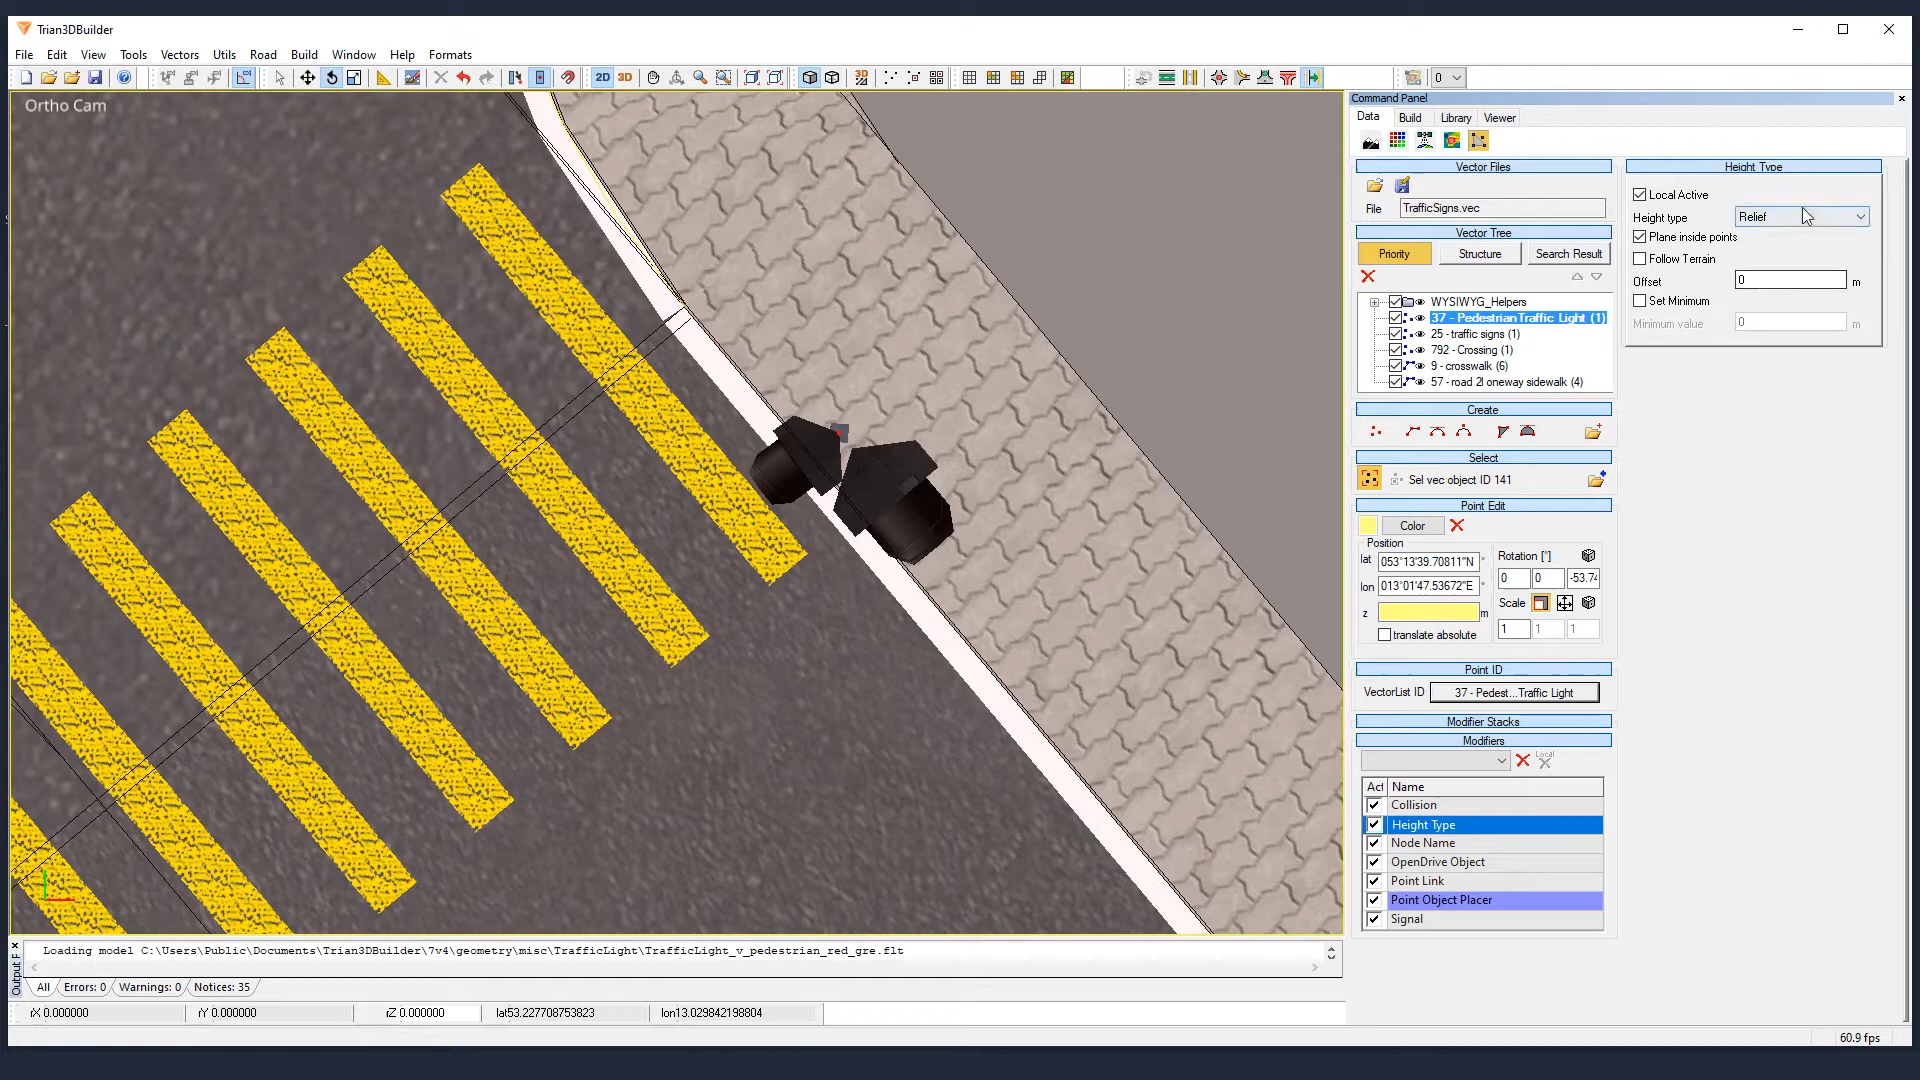 Trian3DBuilder
File Edit View Tools Vectors Utils Road Build Window Help Formats
2D 3D 3D 0
Ortho Cam
Command Panel
Data Build Library Viewer
Vector Files
File TrafficSigns.vec
Vector Tree
Priority Structure Search Result
WYSIWYG_Helpers
37 - PedestrianTraffic Light (1)
25 - traffic signs (1)
792 - Crossing (1)
9 - crosswalk (6)
57 - road 2l oneway sidewalk (4)
Create
Select
Sel vec object ID 141
Point Edit
Color
Position
lat 053°13'39.70811"N °
lon 013°01'47.53672"E °
z m
translate absolute
Rotation [°]
0 0 -53.74
Scale
1 1 1
Point ID
VectorList ID 37 - Pedest...Traffic Light
Modifier Stacks
Modifiers
Local
Act Name
Collision
Height Type
Node Name
OpenDrive Object
Point Link
Point Object Placer
Signal
Height Type
Local Active
Height type Relief
Plane inside points
Follow Terrain
Offset 0 m
Set Minimum
Minimum value 0 m
Output F
Loading model C:\Users\Public\Documents\Trian3DBuilder\7v4\geometry\misc\TrafficLight\TrafficLight_v_pedestrian_red_gre.flt
All Errors: 0 Warnings: 0 Notices: 35
rX 0.000000 rY 0.000000 rZ 0.000000 lat53.227708753823 lon13.029842198804
60.9 fps